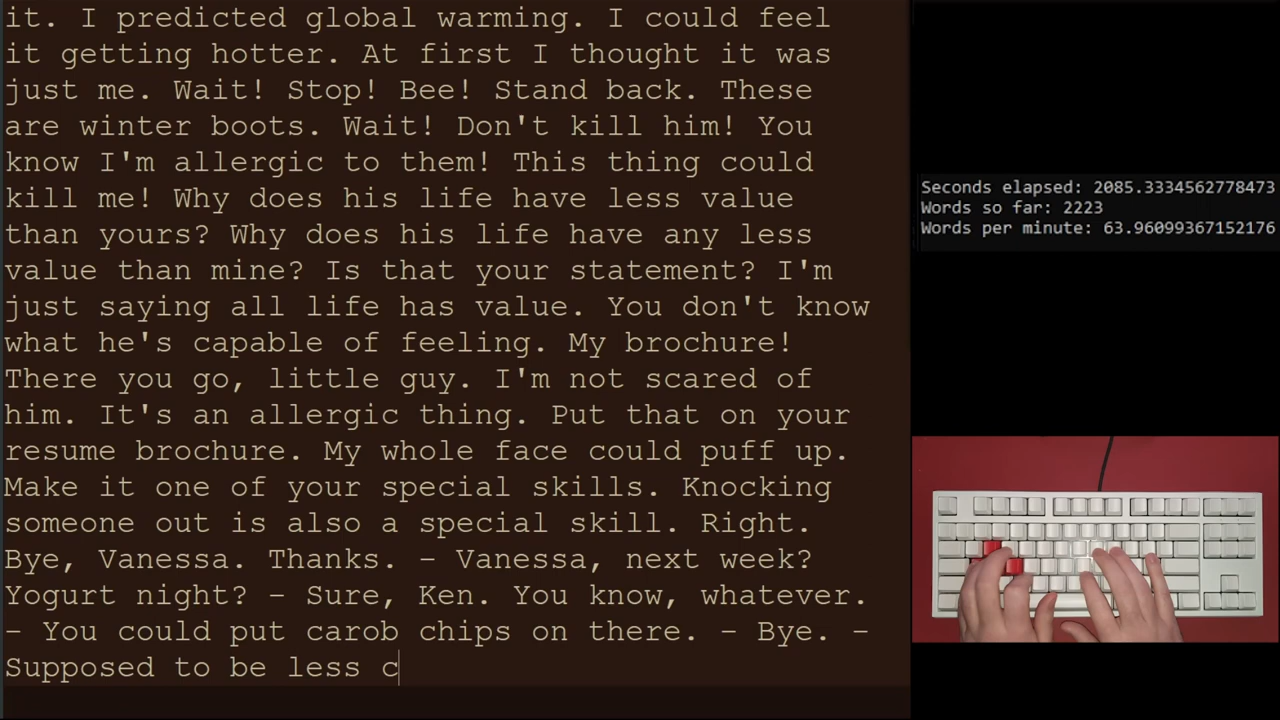 it. I predicted global warming. I could feel
it getting hotter. At first I thought it was
just me. Wait! Stop! Bee! Stand back. These
are winter boots. Wait! Don't kill him! You
know I'm allergic to them! This thing could
kill me! Why does his life have less value
than yours? Why does his life have any less
value than mine? Is that your statement? I'm
just saying all life has value. You don't know
what he's capable of feeling. My brochure!
There you go, little guy. I'm not scared of
him. It's an allergic thing. Put that on your
resume brochure. My whole face could puff up.
Make it one of your special skills. Knocking
someone out is also a special skill. Right.
Bye, Vanessa. Thanks. - Vanessa, next week?
Yogurt night? - Sure, Ken. You know, whatever.
- You could put carob chips on there. - Bye. -
Supposed to be less c
Seconds elapsed: 2085.3334562778473
Words so far: 2223
Words per minute: 63.96099367152176